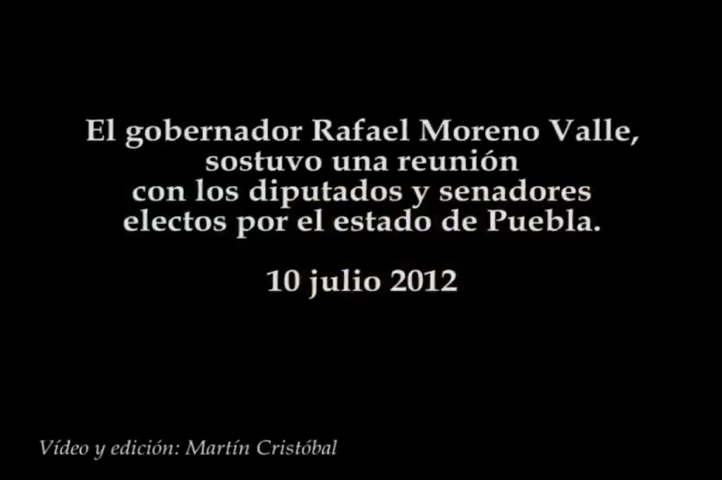 El gobernador Rafael Moreno Valle,
sostuvo una reunión
con los diputados y senadores
electos por el estado de Puebla.
10 julio 2012
Vídeo y edición: Martín Cristóbal